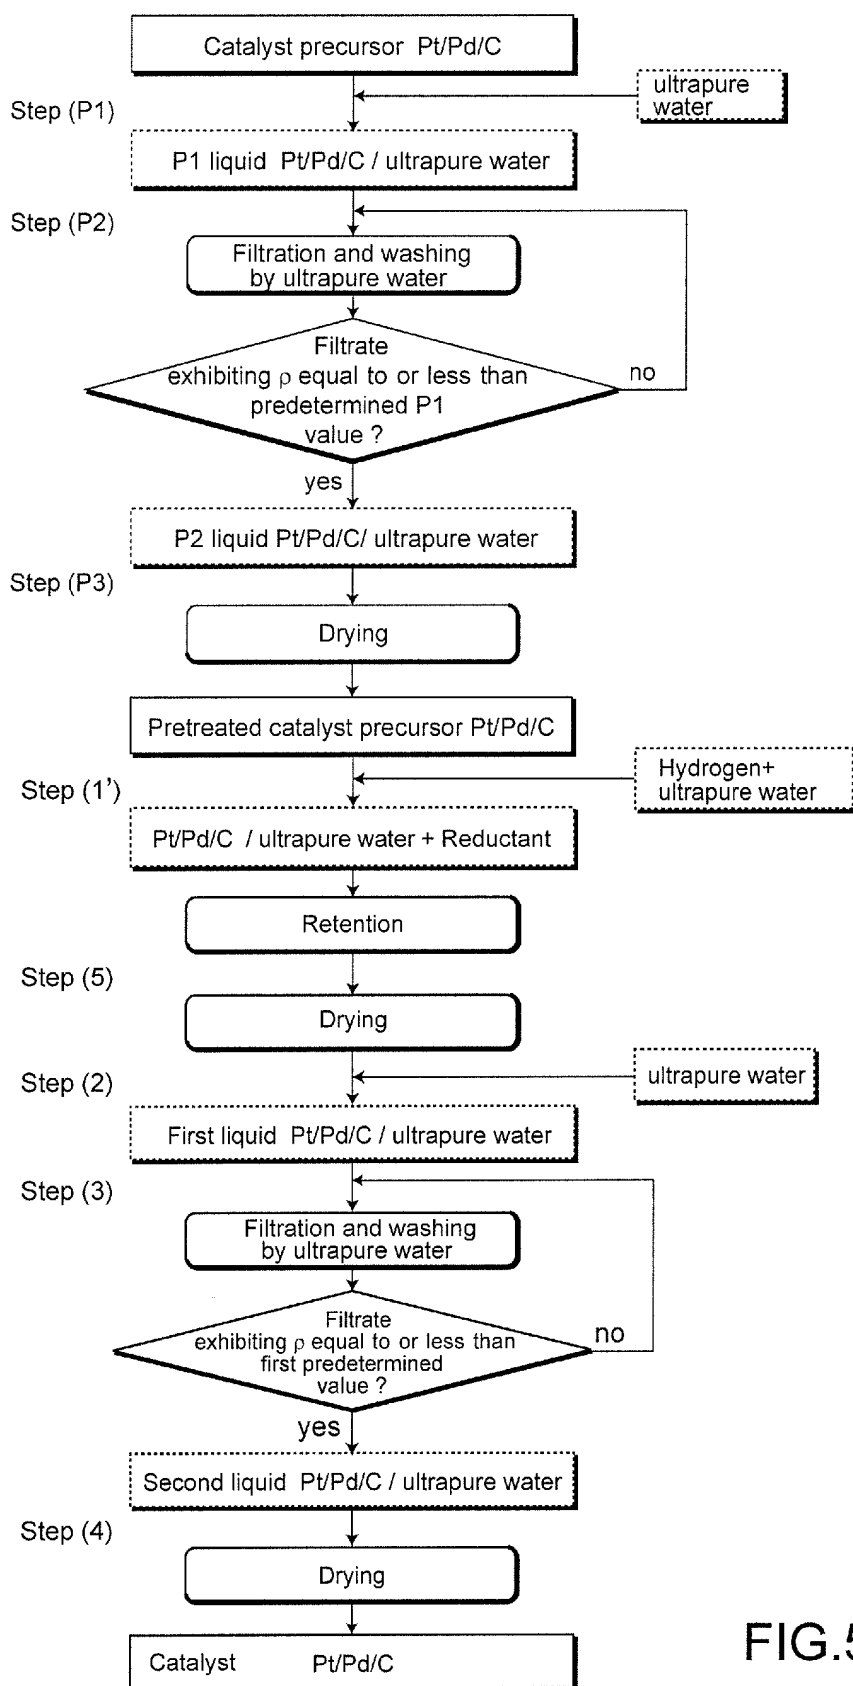 Catalyst precursor Pt/Pd/C
ultrapure
water
Step (P1)
P1 liquid Pt/Pd/C / ultrapure water
Step (P2)
Filtration and washing
by ultrapure water
Filtrate
exhibiting ρ equal to or less than
predetermined P1
value ?
no
yes
P2 liquid Pt/Pd/C/ ultrapure water
Step (P3)
Drying
Pretreated catalyst precursor Pt/Pd/C
Hydrogen+
ultrapure water
Step (1')
Pt/Pd/C / ultrapure water + Reductant
Retention
Step (5)
Drying
Step (2)
ultrapure water
First liquid Pt/Pd/C / ultrapure water
Step (3)
Filtration and washing
by ultrapure water
Filtrate
exhibiting ρ equal to or less than
first predetermined
value ?
no
yes
Second liquid Pt/Pd/C / ultrapure water
Step (4)
Drying
Catalyst Pt/Pd/C
FIG.5